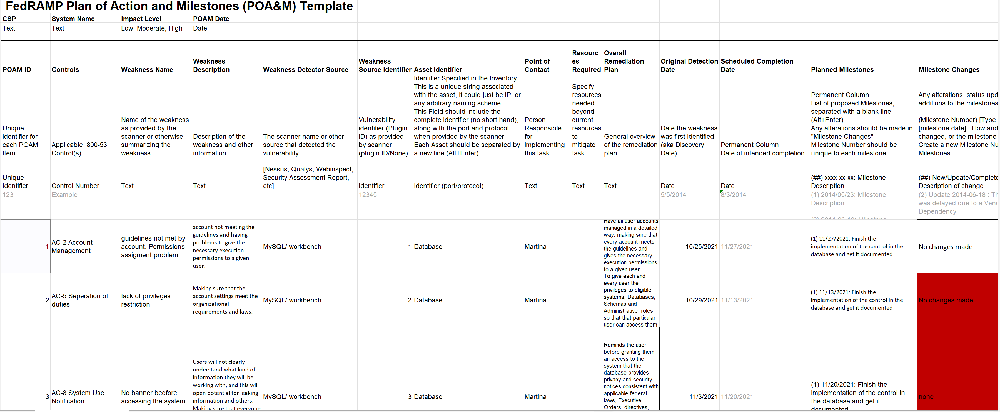 FedRAMP Plan of Action and Milestones (POA&M) Template
CSP System Name Impact Level POAM Date
Text Text Low, Moderate, High Date
POAM ID
Controls
Weakness Name
Weakness
Description
Weakness Detector Source
Weakness
Source Identifier
Asset Identifier
Point of
Contact
Resourc
es
Required
Overall
Remediation
Plan
Original Detection
Date
Scheduled Completion
Date
Planned Milestones
Milestone Changes
Unique
identifier for
each POAM
Item
Applicable  800-53
Control(s)
Name of the weakness
as provided by the
scanner or otherwise
summarizing the
weakness
Description of the
weakness and other
information
The scanner name or other
source that detected the
vulnerability
Vulnerability
identifier (Plugin
ID) as provided
by scanner
(plugin ID/None)
Identifier Specified in the Inventory
This is a unique string associated
with the asset, it could just be IP, or
any arbitrary naming scheme
This Field should include the
complete identifier (no short hand),
along with the port and protocol
when provided by the scanner.
Each Asset should be separated by
a new line (Alt+Enter)
Person
Responsible
for
implementing
this task
Specify
resources
needed
beyond
current
resources
to
mitigate
task.
General overview
of the remediation
plan
Date the weakness
was first identified
(aka Discovery
Date)
Permanent Column
Date of intended completion
Permanent Column
List of proposed Milestones,
separated with a blank line
(Alt+Enter)
Any alterations should be made in
"Milestone Changes"
Milestone Number should be
unique to each milestone
Any alterations, status upd
additions to the milestones
(Milestone Number) [Type
[milestone date] : How and
changed, or the milestone
Create a new Milestone Nu
Milestones
Unique
Identifier
Control Number
Text
Text
[Nessus, Qualys, Webinspect,
Security Assessment Report,
etc]
Identifier
Identifier (port/protocol)
Text
Text
Text
Date
Date
(##) xxxx-xx-xx: Milestone
Description
(##) New/Update/Complete
Description of change
123
Example
12345
5/5/2014
8/3/2014
(1) 2014/05/23: Milestone
Description
(2) 2014-06-12: Milestone
(2) Update 2014-06-18 : Th
was delayed due to a Vend
Dependency
1
AC-2 Account
Management
guidelines not met by
account. Permissions
assigment problem
account not meeting the
guidelines and having
problems to give the
necessary execution
permissions to a given
user.
MySQL/ workbench
1
Database
Martina
Have all user accounts
managed in a detailed
way, making sure that
every account meets
the guidelines and
gives the necessary
execution permissions
to a given user.
10/25/2021
11/27/2021
(1) 11/27/2021: Finish the
implementation of the control in the
database and get it documented
No changes made
2
AC-5 Seperation of
duties
lack of privileges
restriction
Making sure that the
account settings meet the
organizational
requirements and laws.
MySQL/ workbench
2
Database
Martina
To give each and
every user the
privileges to eligible
systems, Databases,
Schemas and
Administrative  roles
so that that particular
user can access them
10/29/2021
11/13/2021
(1) 11/13/2021: Finish the
implementation of the control in the
database and get it documented
No changes made
3
AC-8 System Use
Notification
No banner beefore
accessing the system
Users will not clearly
understand what kind of
information they will be
working with, and this will
open potential for leaking
information and others.
Making sure that everyone
MySQL/ workbench
3
Database
Martina
Reminds the user
before granting them
an access to the
system that the
database provides
privacy and security
notices consistent with
applicable federal
laws, Executive
Orders, directives,
11/3/2021
11/20/2021
(1) 11/20/2021: Finish the
implementation of the control in
the database and get it
documented
none